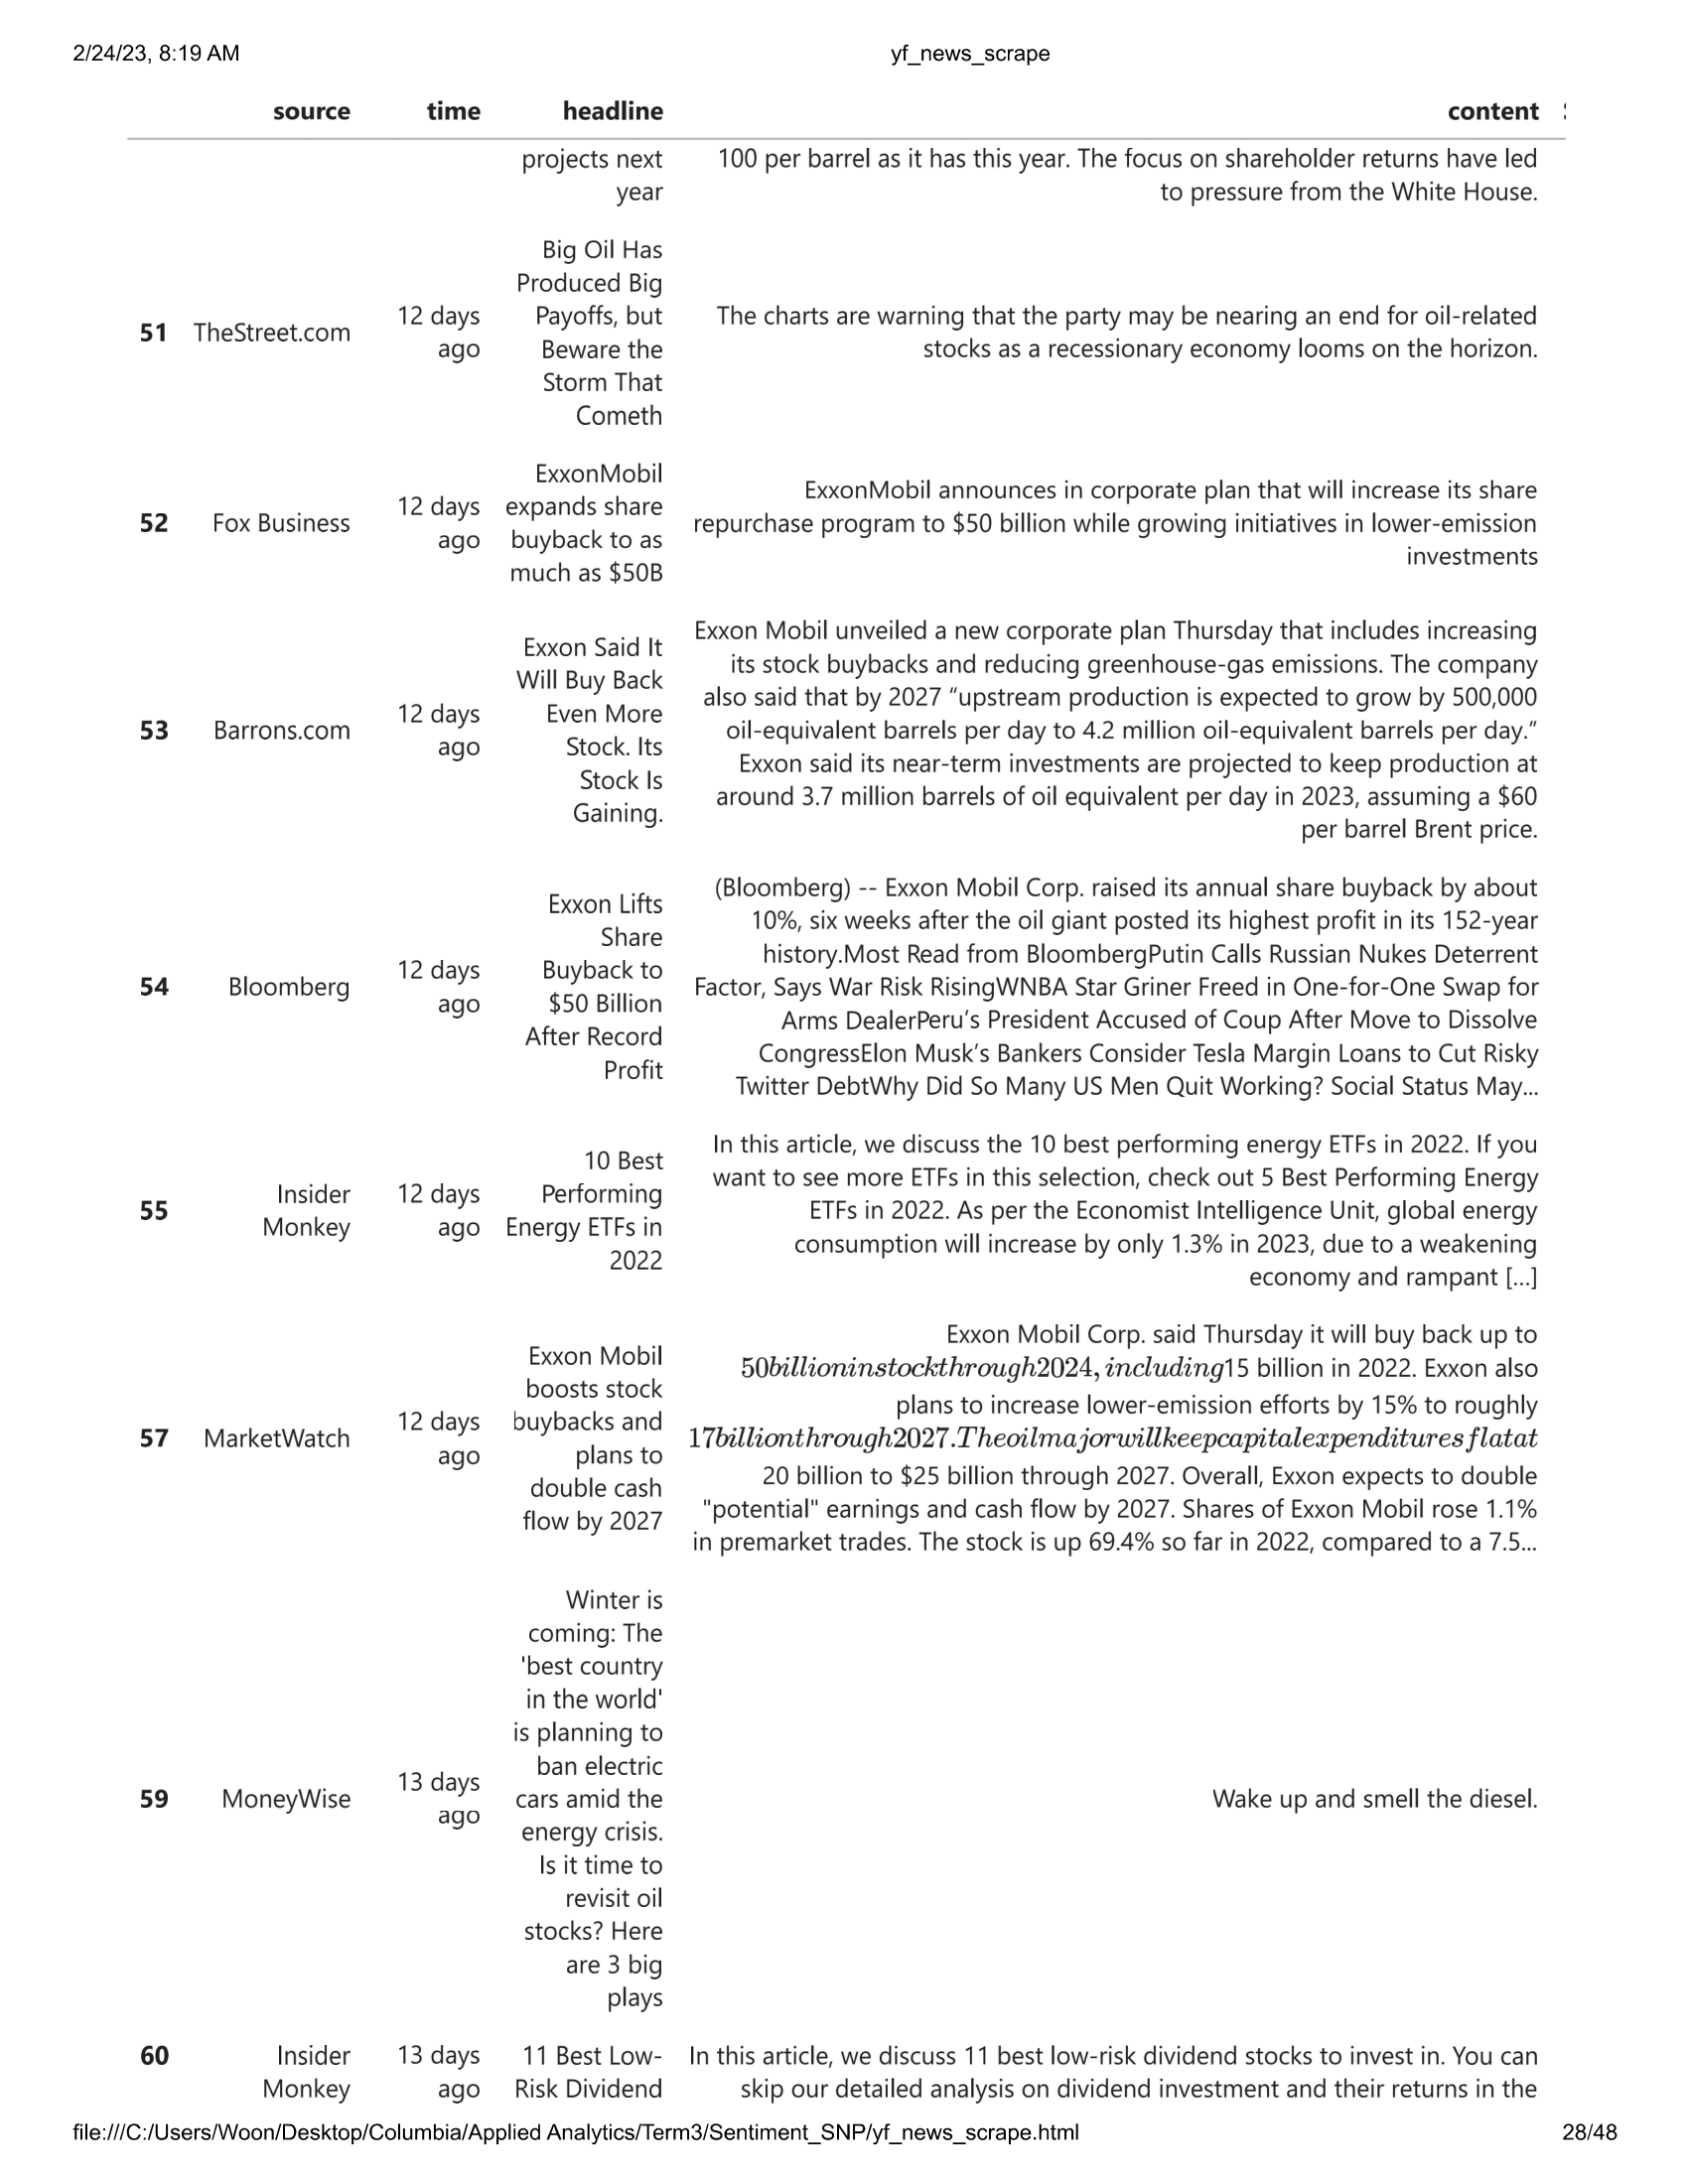 2/24/23, 8:19 AM yf_news_scrape
source time headline content
projects next
year
100 per barrel as it has this year. The focus on shareholder returns have led
to pressure from the White House.
51 TheStreet.com
12 days
ago
Big Oil Has
Produced Big
Payoffs, but
Beware the
Storm That
Cometh
The charts are warning that the party may be nearing an end for oil-related
stocks as a recessionary economy looms on the horizon.
52 Fox Business
12 days
ago
ExxonMobil
expands share
buyback to as
much as $50B
ExxonMobil announces in corporate plan that will increase its share
repurchase program to $50 billion while growing initiatives in lower-emission
investments
53 Barrons.com
12 days
ago
Exxon Said It
Will Buy Back
Even More
Stock. Its
Stock Is
Gaining.
Exxon Mobil unveiled a new corporate plan Thursday that includes increasing
its stock buybacks and reducing greenhouse-gas emissions. The company
also said that by 2027 “upstream production is expected to grow by 500,000
oil-equivalent barrels per day to 4.2 million oil-equivalent barrels per day.”
Exxon said its near-term investments are projected to keep production at
around 3.7 million barrels of oil equivalent per day in 2023, assuming a $60
per barrel Brent price.
54 Bloomberg
12 days
ago
Exxon Lifts
Share
Buyback to
$50 Billion
After Record
Profit
(Bloomberg) -- Exxon Mobil Corp. raised its annual share buyback by about
10%, six weeks after the oil giant posted its highest profit in its 152-year
history.Most Read from BloombergPutin Calls Russian Nukes Deterrent
Factor, Says War Risk RisingWNBA Star Griner Freed in One-for-One Swap for
Arms DealerPeru’s President Accused of Coup After Move to Dissolve
CongressElon Musk’s Bankers Consider Tesla Margin Loans to Cut Risky
Twitter DebtWhy Did So Many US Men Quit Working? Social Status May...
55
Insider
Monkey
12 days
ago
10 Best
Performing
Energy ETFs in
2022
In this article, we discuss the 10 best performing energy ETFs in 2022. If you
want to see more ETFs in this selection, check out 5 Best Performing Energy
ETFs in 2022. As per the Economist Intelligence Unit, global energy
consumption will increase by only 1.3% in 2023, due to a weakening
economy and rampant [...]
57 MarketWatch
12 days
ago
Exxon Mobil
boosts stock
buybacks and
plans to
double cash
flow by 2027
Exxon Mobil Corp. said Thursday it will buy back up to
50billioninstockthrough2024,including15 billion in 2022. Exxon also
plans to increase lower-emission efforts by 15% to roughly
17billionthrough2027.Theoilmajorwillkeepcapitalexpendituresflatat
20 billion to $25 billion through 2027. Overall, Exxon expects to double
"potential" earnings and cash flow by 2027. Shares of Exxon Mobil rose 1.1%
in premarket trades. The stock is up 69.4% so far in 2022, compared to a 7.5...
59 MoneyWise
13 days
ago
Winter is
coming: The
'best country
in the world'
is planning to
ban electric
cars amid the
energy crisis.
Is it time to
revisit oil
stocks? Here
are 3 big
plays
Wake up and smell the diesel.
60
Insider
Monkey
13 days
ago
11 Best Low-
Risk Dividend
In this article, we discuss 11 best low-risk dividend stocks to invest in. You can
skip our detailed analysis on dividend investment and their returns in the
file:///C:/Users/Woon/Desktop/Columbia/Applied Analytics/Term3/Sentiment_SNP/yf_news_scrape.html 28/48